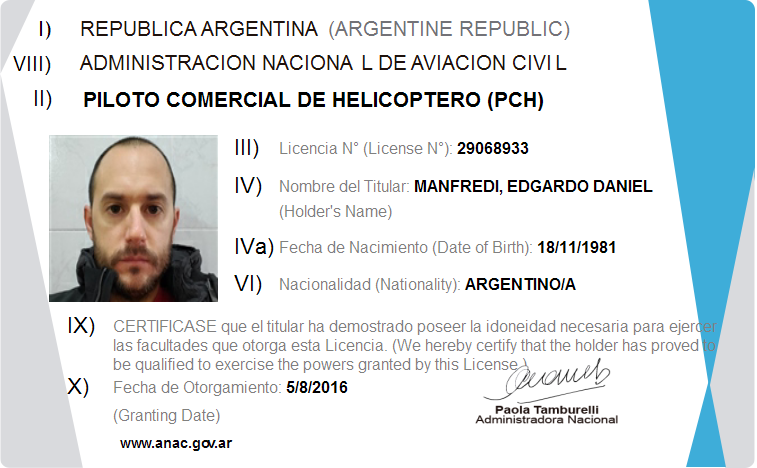 I) REPUBLICA ARGENTINA (ARGENTINE REPUBLIC)
VIII) ADMINISTRACION NACIONA L DE AVIACION CIVI L
II) PILOTO COMERCIAL DE HELICOPTERO (PCH)
III) Licencia N° (License N°): 29068933
IV) Nombre del Titular: MANFREDI, EDGARDO DANIEL
(Holder's Name)
IVa) Fecha de Nacimiento (Date of Birth): 18/11/1981
VI) Nacionalidad (Nationality): ARGENTINO/A
IX) CERTIFICASE que el titular ha demostrado poseer la idoneidad necesaria para ejercer
las facultades que otorga esta Licencia. (We hereby certify that the holder has proved to
be qualified to exercise the powers granted by this License.)
X) Fecha de Otorgamiento: 5/8/2016
(Granting Date)
Paola Tamburelli
Administradora Nacional
www.anac.gov.ar